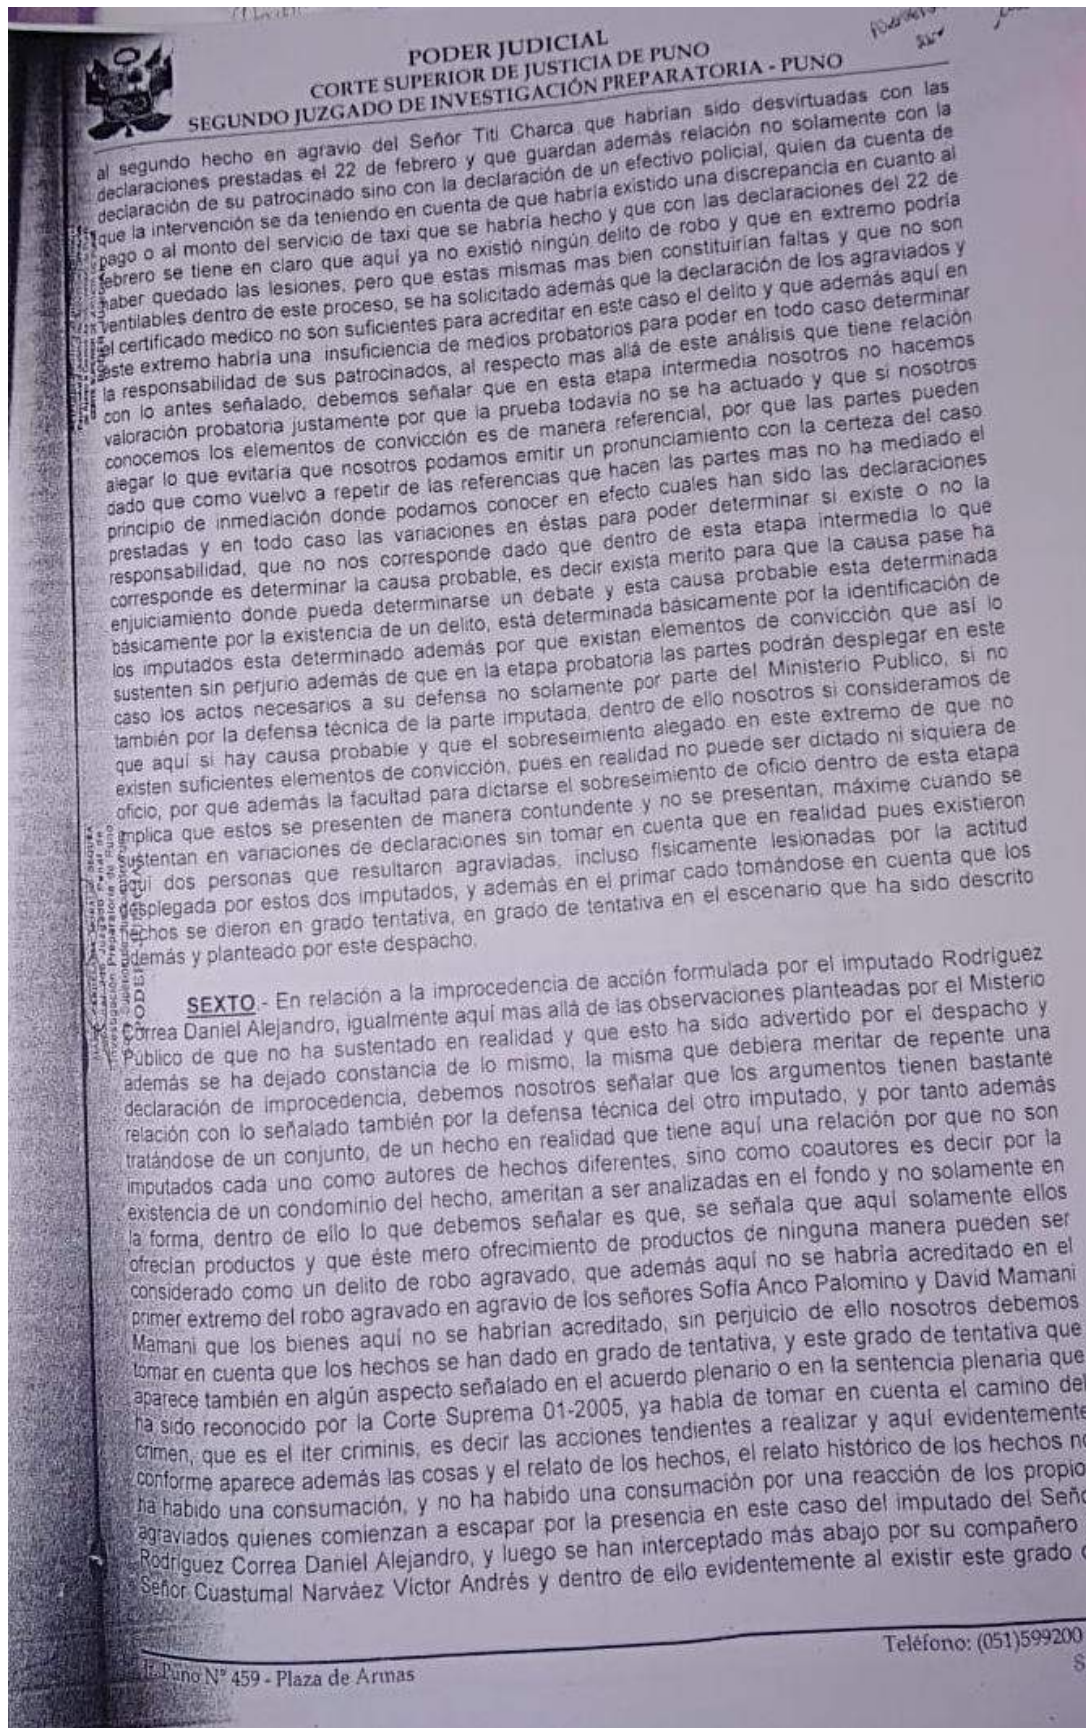 PODER JUDICIAL
CORTE SUPERIOR DE JUSTICIA DE PUNO
SEGUNDO JUZGADO DE INVESTIGACIÓN PREPARATORIA - PUNO
al segundo hecho en agravio del Señor Titi Charca que habrían sido desvirtuadas con las
declaraciones prestadas el 22 de febrero y que guardan además relación no solamente con la
declaración de su patrocinado sino con la declaración de un efectivo policial, quien da cuenta de
que la intervención se da teniendo en cuenta de que habría existido una discrepancia en cuanto al
pago o al monto del servicio de taxi que se habría hecho y que con las declaraciones del 22 de
febrero se tiene en claro que aquí ya no existió ningún delito de robo y que en extremo podría
haber quedado las lesiones, pero que estas mismas mas bien constituirían faltas y que no son
ventilables dentro de este proceso, se ha solicitado además que la declaración de los agraviados y
el certificado medico no son suficientes para acreditar en este caso el delito y que además aquí en
este extremo habría una insuficiencia de medios probatorios para poder en todo caso determinar
la responsabilidad de sus patrocinados, al respecto mas allá de este análisis que tiene relación
con lo antes señalado, debemos señalar que en esta etapa intermedia nosotros no hacemos
valoración probatoria justamente por que la prueba todavía no se ha actuado y que si nosotros
conocemos los elementos de convicción es de manera referencial, por que las partes pueden
alegar lo que evitaría que nosotros podamos emitir un pronunciamiento con la certeza del caso
dado que como vuelvo a repetir de las referencias que hacen las partes mas no ha mediado el
principio de inmediación donde podamos conocer en efecto cuales han sido las declaraciones
prestadas y en todo caso las variaciones en éstas para poder determinar si existe o no la
responsabilidad, que no nos corresponde dado que dentro de esta etapa intermedia lo que
corresponde es determinar la causa probable, es decir exista merito para que la causa pase ha
enjuiciamiento donde pueda determinarse un debate y esta causa probable esta determinada
básicamente por la existencia de un delito, está determinada básicamente por la identificación de
los imputados esta determinado además por que existan elementos de convicción que así lo
sustenten sin perjurio además de que en la etapa probatoria las partes podrán desplegar en este
caso los actos necesarios a su defensa no solamente por parte del Ministerio Publico, si no
también por la defensa técnica de la parte imputada, dentro de ello nosotros si consideramos de
que aquí si hay causa probable y que el sobreseimiento alegado en este extremo de que no
existen suficientes elementos de convicción, pues en realidad no puede ser dictado ni siquiera de
oficio, por que además la facultad para dictarse el sobreseimiento de oficio dentro de esta etapa
implica que estos se presenten de manera contundente y no se presentan, máxime cuando se
sustentan en variaciones de declaraciones sin tomar en cuenta que en realidad pues existieron
aquí dos personas que resultaron agraviadas, incluso físicamente lesionadas por la actitud
desplegada por estos dos imputados, y además en el primar cado tomándose en cuenta que los
hechos se dieron en grado tentativa, en grado de tentativa en el escenario que ha sido descrito
además y planteado por este despacho.
SEXTO.- En relación a la improcedencia de acción formulada por el imputado Rodríguez
Correa Daniel Alejandro, igualmente aquí mas allá de las observaciones planteadas por el Misterio
Público de que no ha sustentado en realidad y que esto ha sido advertido por el despacho y
además se ha dejado constancia de lo mismo, la misma que debiera meritar de repente una
declaración de improcedencia, debemos nosotros señalar que los argumentos tienen bastante
relación con lo señalado también por la defensa técnica del otro imputado, y por tanto además
tratándose de un conjunto, de un hecho en realidad que tiene aquí una relación por que no son
imputados cada uno como autores de hechos diferentes, sino como coautores es decir por la
existencia de un condominio del hecho, ameritan a ser analizadas en el fondo y no solamente en
la forma, dentro de ello lo que debemos señalar es que, se señala que aquí solamente ellos
ofrecían productos y que éste mero ofrecimiento de productos de ninguna manera pueden ser
considerado como un delito de robo agravado, que además aquí no se habría acreditado en el
primer extremo del robo agravado en agravio de los señores Sofía Anco Palomino y David Mamani
Mamani que los bienes aquí no se habrían acreditado, sin perjuicio de ello nosotros debemos
tomar en cuenta que los hechos se han dado en grado de tentativa, y este grado de tentativa que
aparece también en algún aspecto señalado en el acuerdo plenario o en la sentencia plenaria que
ha sido reconocido por la Corte Suprema 01-2005, ya habla de tomar en cuenta el camino del
crimen, que es el iter criminis, es decir las acciones tendientes a realizar y aquí evidentemente
conforme aparece además las cosas y el relato de los hechos, el relato histórico de los hechos no
ha habido una consumación, y no ha habido una consumación por una reacción de los propio
agraviados quienes comienzan a escapar por la presencia en este caso del imputado del Seño
Rodríguez Correa Daniel Alejandro, y luego se han interceptado más abajo por su compañero
Señor Cuastumal Narváez Víctor Andrés y dentro de ello evidentemente al existir este grado
Teléfono: (051)599200
Puno N° 459 - Plaza de Armas